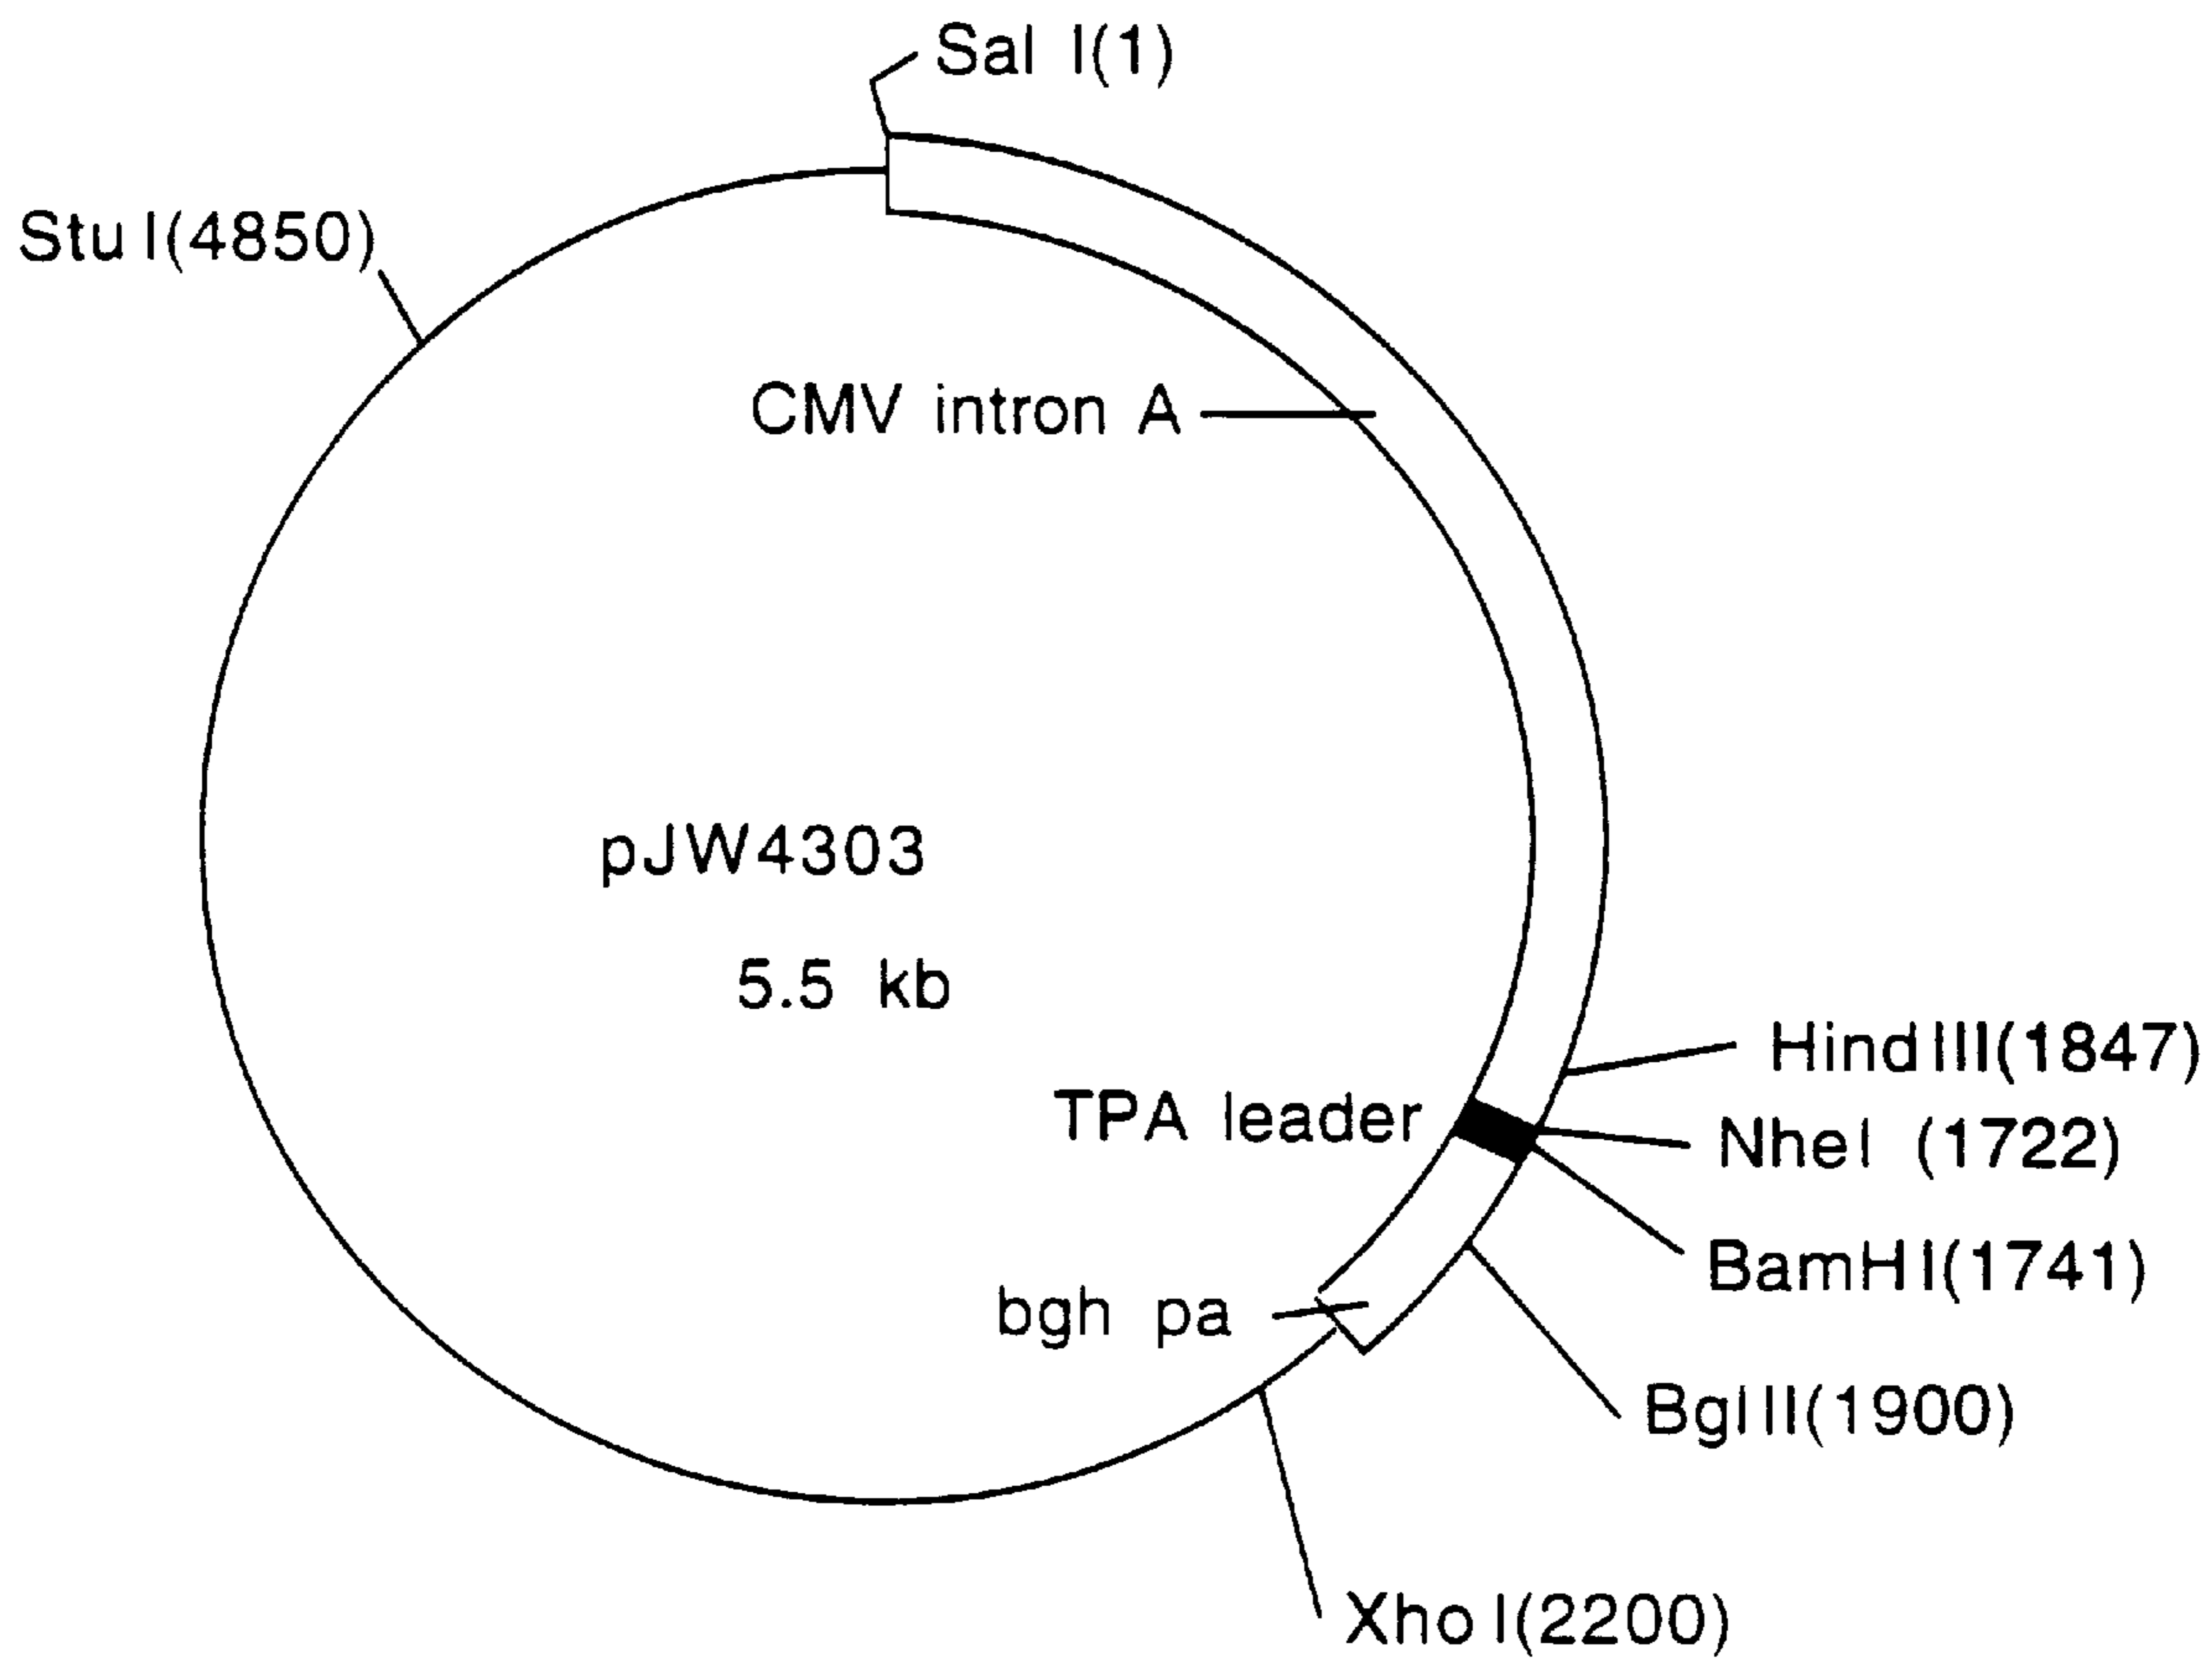 Sal I(1)
Stu I(4850)
CMV intron A
pJW4303
5.5 kb
HindIII(1847)
TPA leader
NheI (1722)
BamHI(1741)
bgh pa
BglII(1900)
Xho I(2200)